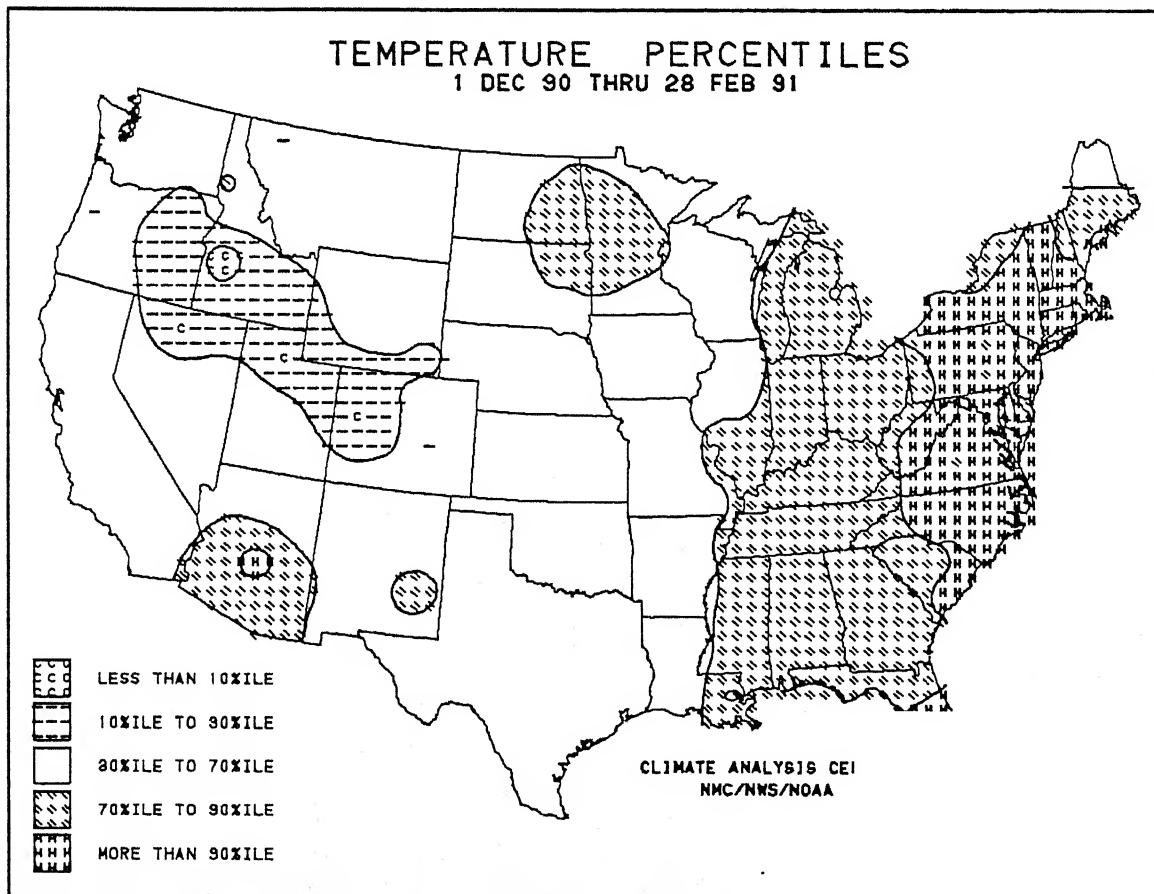 TEMPERATURE PERCENTILES
1 DEC 90 THRU 28 FEB 91
C
C
C
C
C
H
LESS THAN 10%ILE
10%ILE TO 30%ILE
30%ILE TO 70%ILE
70%ILE TO 90%ILE
MORE THAN 90%ILE
CLIMATE ANALYSIS CE
NMC/NWS/NOAA